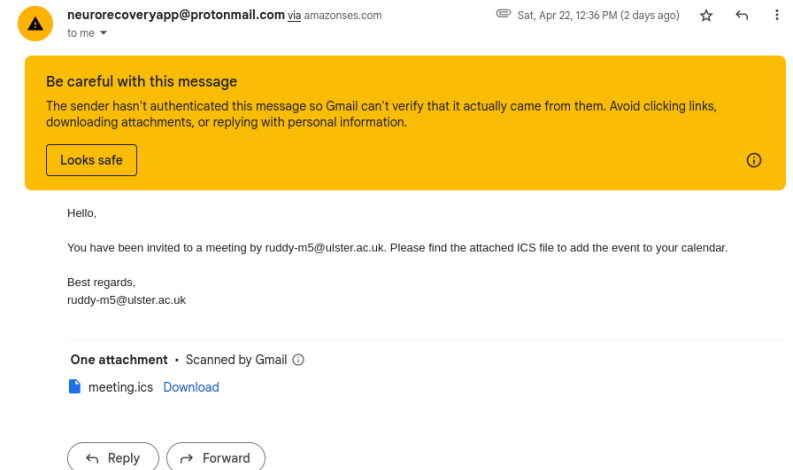 neurorecoveryapp@protonmail.com via amazonses.com Sat, Apr 22, 12:36 PM (2 days ago)
to me
Be careful with this message
The sender hasn't authenticated this message so Gmail can't verify that it actually came from them. Avoid clicking links,
downloading attachments, or replying with personal information.
Looks safe
Hello,
You have been invited to a meeting by ruddy-m5@ulster.ac.uk. Please find the attached ICS file to add the event to your calendar.
Best regards,
ruddy-m5@ulster.ac.uk
One attachment • Scanned by Gmail
meeting.ics Download
Reply Forward